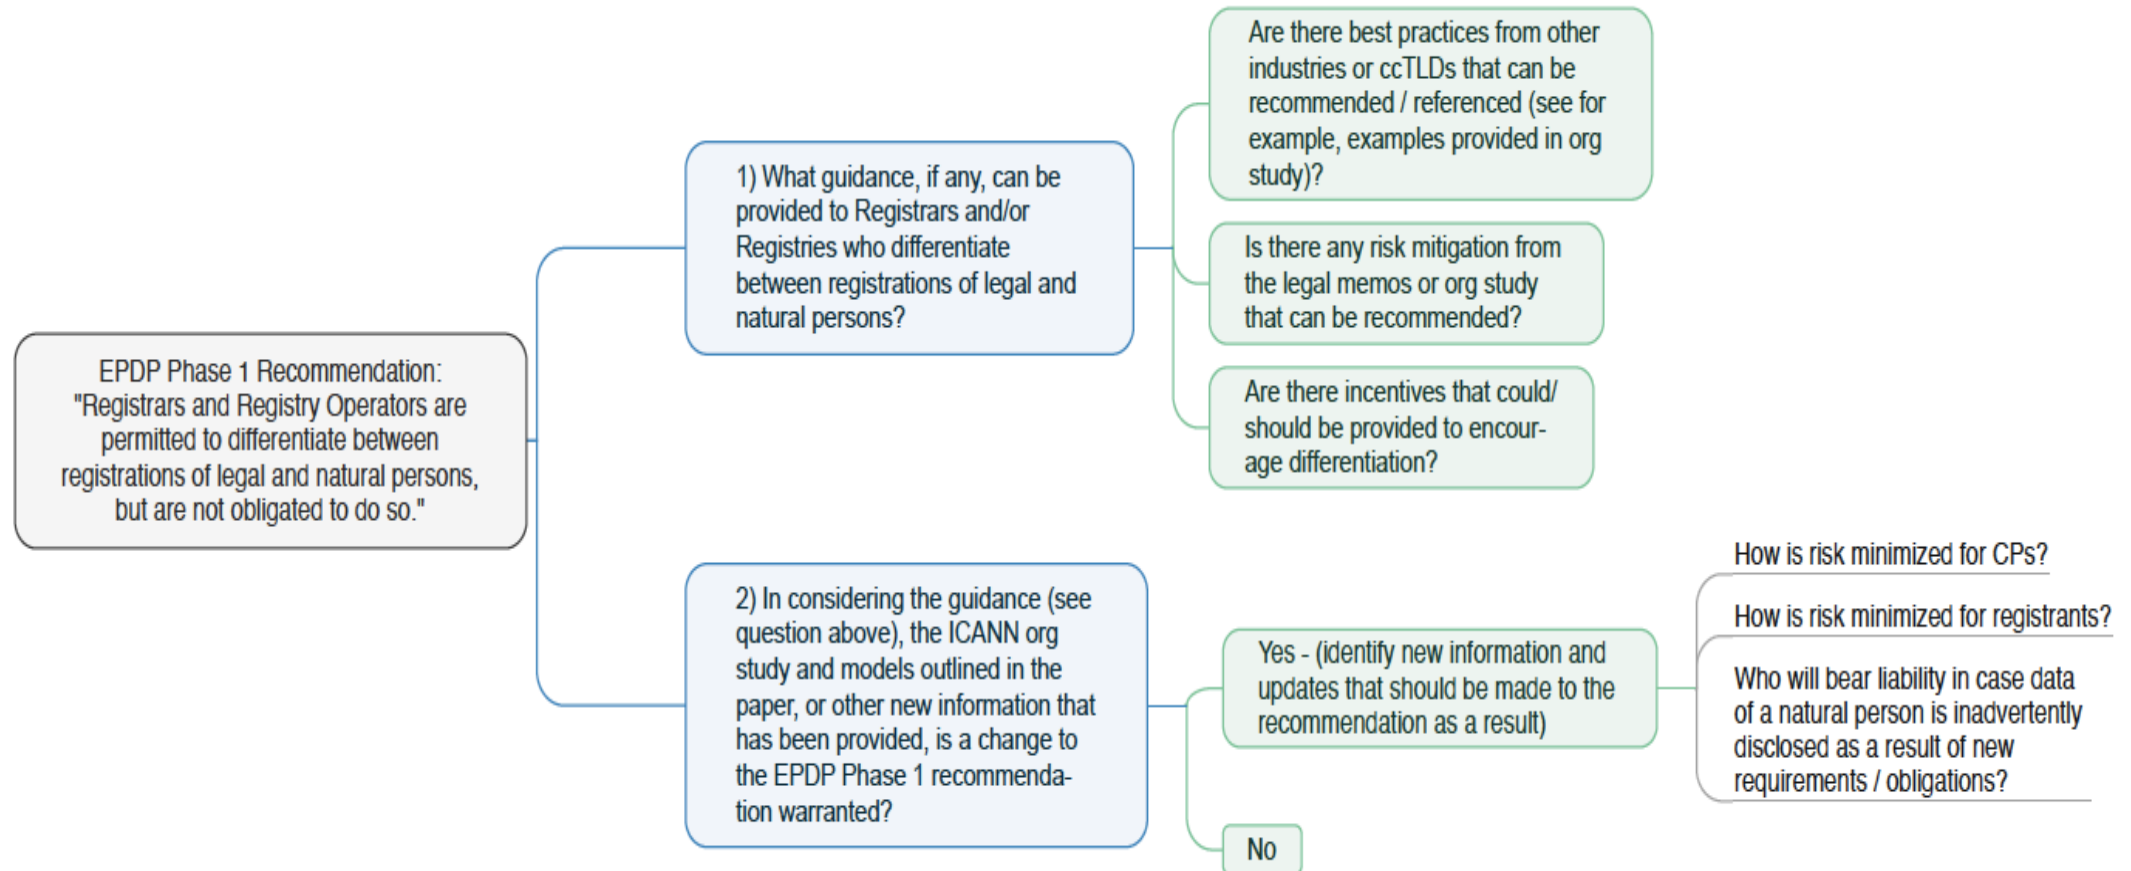 EPDP Phase 1 Recommendation:
"Registrars and Registry Operators are
permitted to differentiate between
registrations of legal and natural persons,
but are not obligated to do so."
1) What guidance, if any, can be
provided to Registrars and/or
Registries who differentiate
between registrations of legal and
natural persons?
Are there best practices from other
industries or ccTLDs that can be
recommended / referenced (see for
example, examples provided in org
study)?
Is there any risk mitigation from
the legal memos or org study
that can be recommended?
Are there incentives that could/
should be provided to encour-
age differentiation?
2) In considering the guidance (see
question above), the ICANN org
study and models outlined in the
paper, or other new information that
has been provided, is a change to
the EPDP Phase 1 recommenda-
tion warranted?
Yes - (identify new information and
updates that should be made to the
recommendation as a result)
How is risk minimized for CPs?
How is risk minimized for registrants?
Who will bear liability in case data
of a natural person is inadvertently
disclosed as a result of new
requirements / obligations?
No